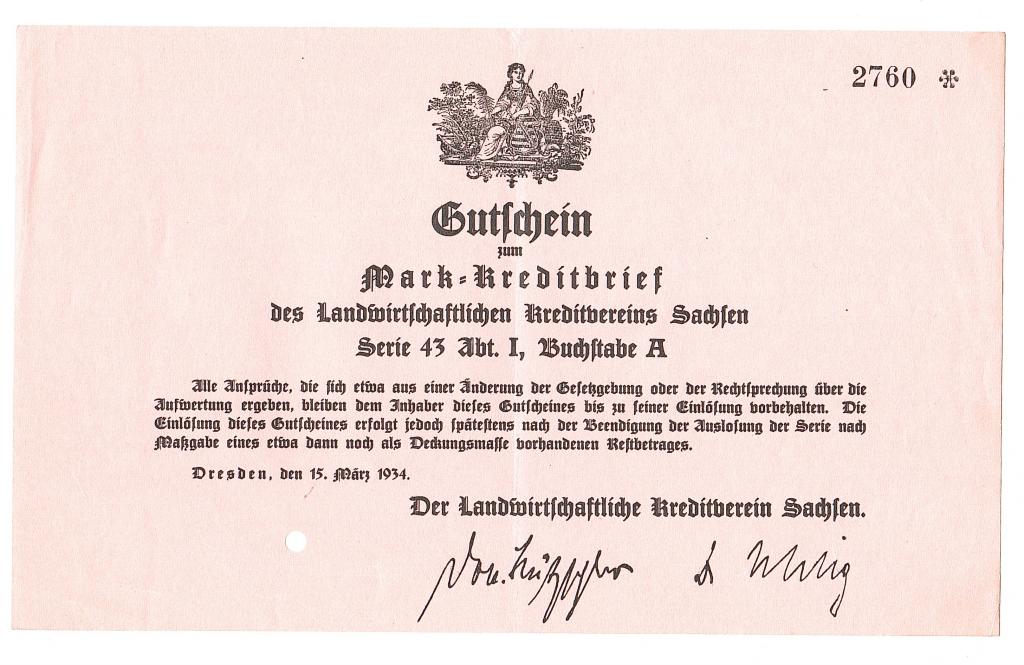 2760
Gutschein
zum
Mark-Kreditbrief
des Landwirtschaftlichen Kreditvereins Sachsen
Serie 43 Abt. I, Buchstabe A
Alle Ansprüche, die sich etwa aus einer Änderung der Gesetzgebung oder der Rechtsprechung über die
Aufwertung ergeben, bleiben dem Inhaber dieses Gutscheines bis zu seiner Einlösung vorbehalten. Die
Einlösung dieses Gutscheines erfolgt jedoch spätestens nach der Beendigung der Auslosung der Serie nach
Maßgabe eines etwa dann noch als Deckungsmasse vorhandenen Restbetrages.
Dresden, den 15. März 1934.
Der Landwirtschaftliche Kreditverein Sachsen.